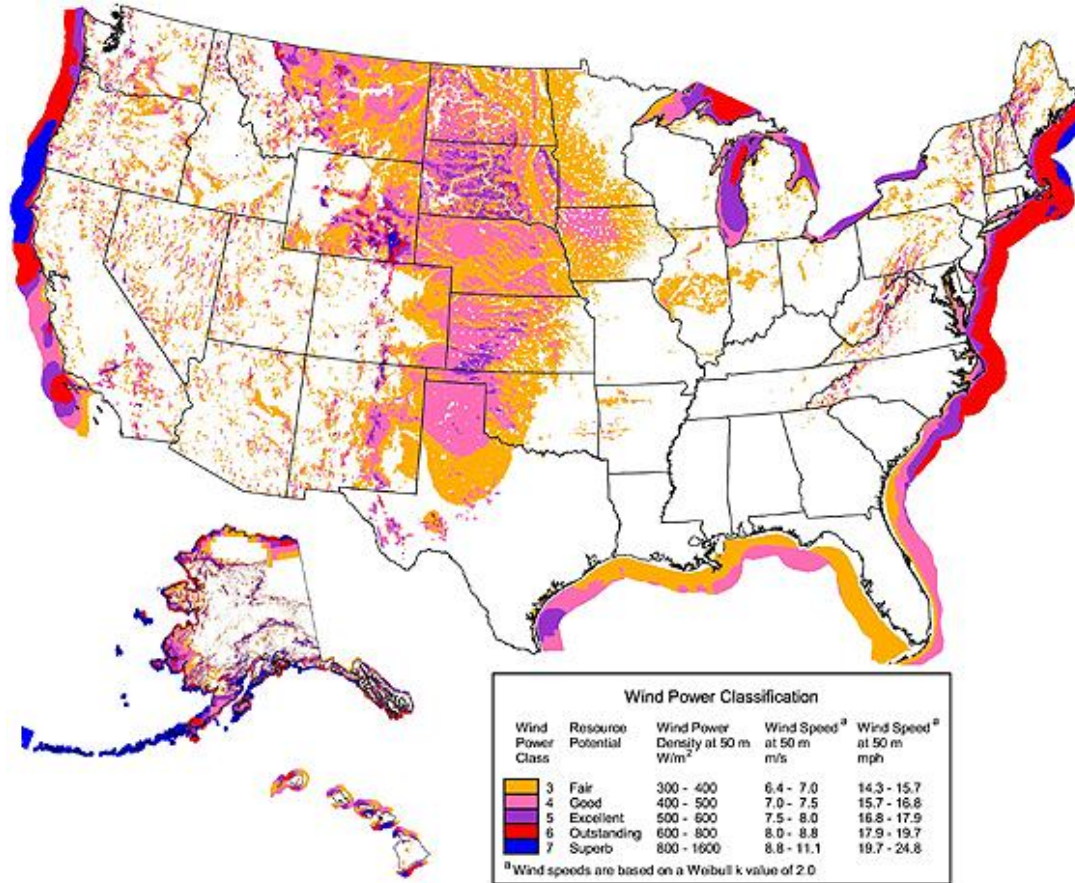 Wind Power Classification
Wind Resource Wind Power Wind Speed a Wind Speed a
Power Potential Density at 50 m at 50 m at 50 m
Class W/m2 m/s mph
3 Fair 300 - 400 6.4 - 7.0 14.3 - 15.7
4 Good 400 - 500 7.0 - 7.5 15.7 - 16.8
5 Excellent 500 - 600 7.5 - 8.0 16.8 - 17.9
6 Outstanding 600 - 800 8.0 - 8.8 17.9 - 19.7
7 Superb 800 - 1600 8.8 - 11.1 19.7 - 24.8
a Wind speeds are based on a Weibull k value of 2.0